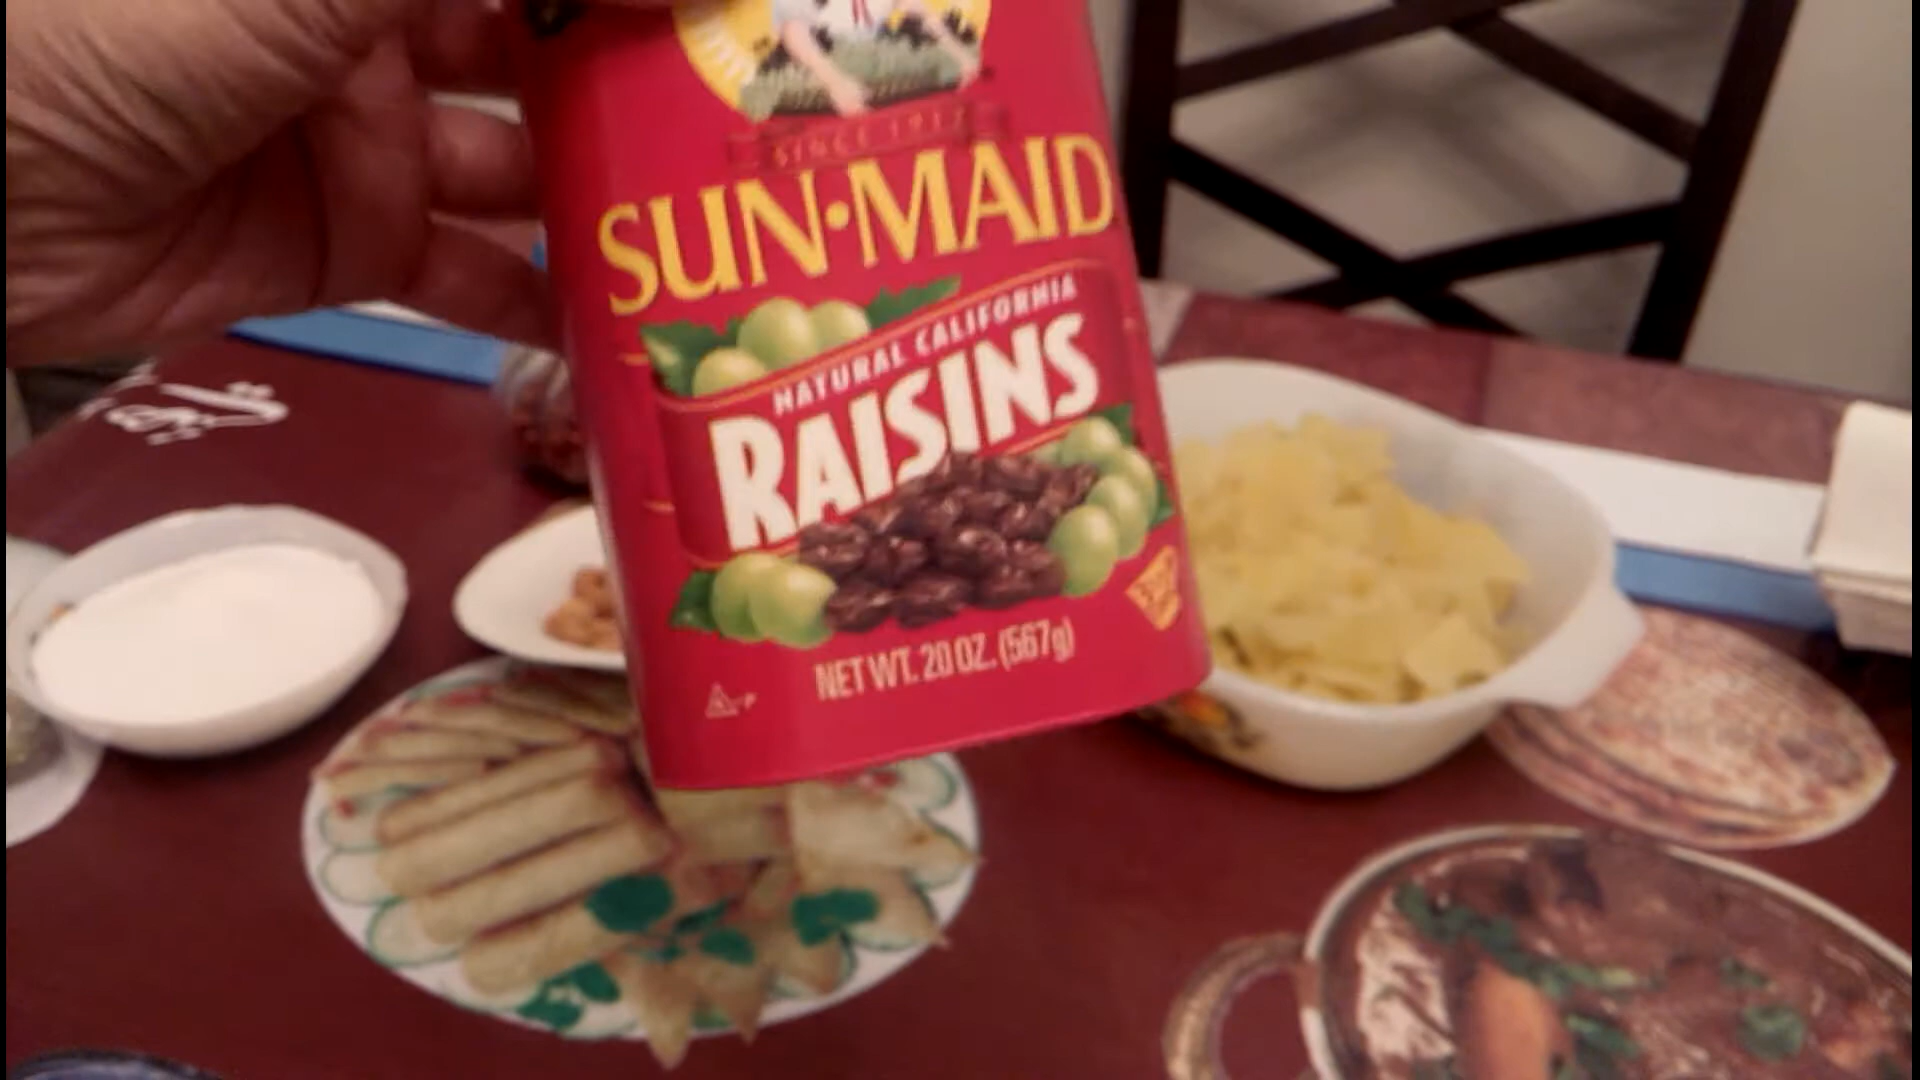 SINCE 1912
SUN•MAID
NATURAL CALIFORNIA
RAISINS
NET WT. 20 OZ. (567g)